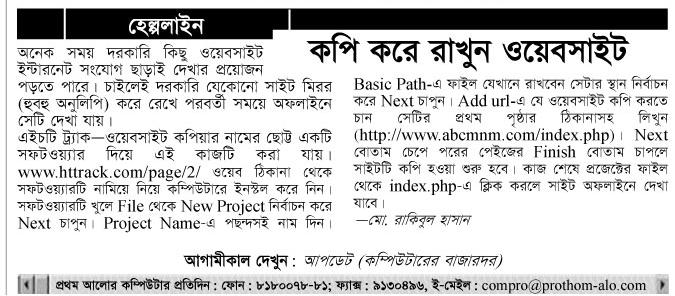 হেল্পলাইন
কপি করে রাখুন ওয়েবসাইট
অনেক সময় দরকারি কিছু ওয়েবসাইট
ইন্টারনেট সংযোগ ছাড়াই দেখার প্রয়োজন
পড়তে পারে। চাইলেই দরকারি যেকোনো সাইট মিরর
(হুবহু অনুলিপি) করে রেখে পরবর্তী সময়ে অফলাইনে
সেটি দেখা যায়।
এইচটি ট্র্যাক—ওয়েবসাইট কপিয়ার নামের ছোট্ট একটি
সফটওয়্যার দিয়ে এই কাজটি করা যায়।
www.httrack.com/page/2/ ওয়েব ঠিকানা থেকে
সফটওয়্যারটি নামিয়ে নিয়ে কম্পিউটারে ইনস্টল করে নিন।
সফটওয়্যারটি খুলে File থেকে New Project নির্বাচন করে
Next চাপুন। Project Name-এ পছন্দসই নাম দিন।
Basic Path-এ ফাইল যেখানে রাখবেন সেটার স্থান নির্বাচন
করে Next চাপুন। Add url-এ যে ওয়েবসাইট কপি করতে
চান সেটির প্রথম পৃষ্ঠার ঠিকানাসহ লিখুন
(http://www.abcmnm.com/index.php)। Next
বোতাম চেপে পরের পেইজের Finish বোতাম চাপলে
সাইটটি কপি হওয়া শুরু হবে। কাজ শেষে প্রজেক্টের ফাইল
থেকে index.php-এ ক্লিক করলে সাইট অফলাইনে দেখা
যাবে।
—মো. রাকিবুল হাসান
আগামীকাল দেখুন : আপডেট (কম্পিউটারের বাজারদর)
প্রথম আলোর কম্পিউটার প্রতিদিন : ফোন : ৮১৮০০৭৮-৮১; ফ্যাক্স : ৯১৩০৪৯৬, ই-মেইল : compro@prothom-alo.com